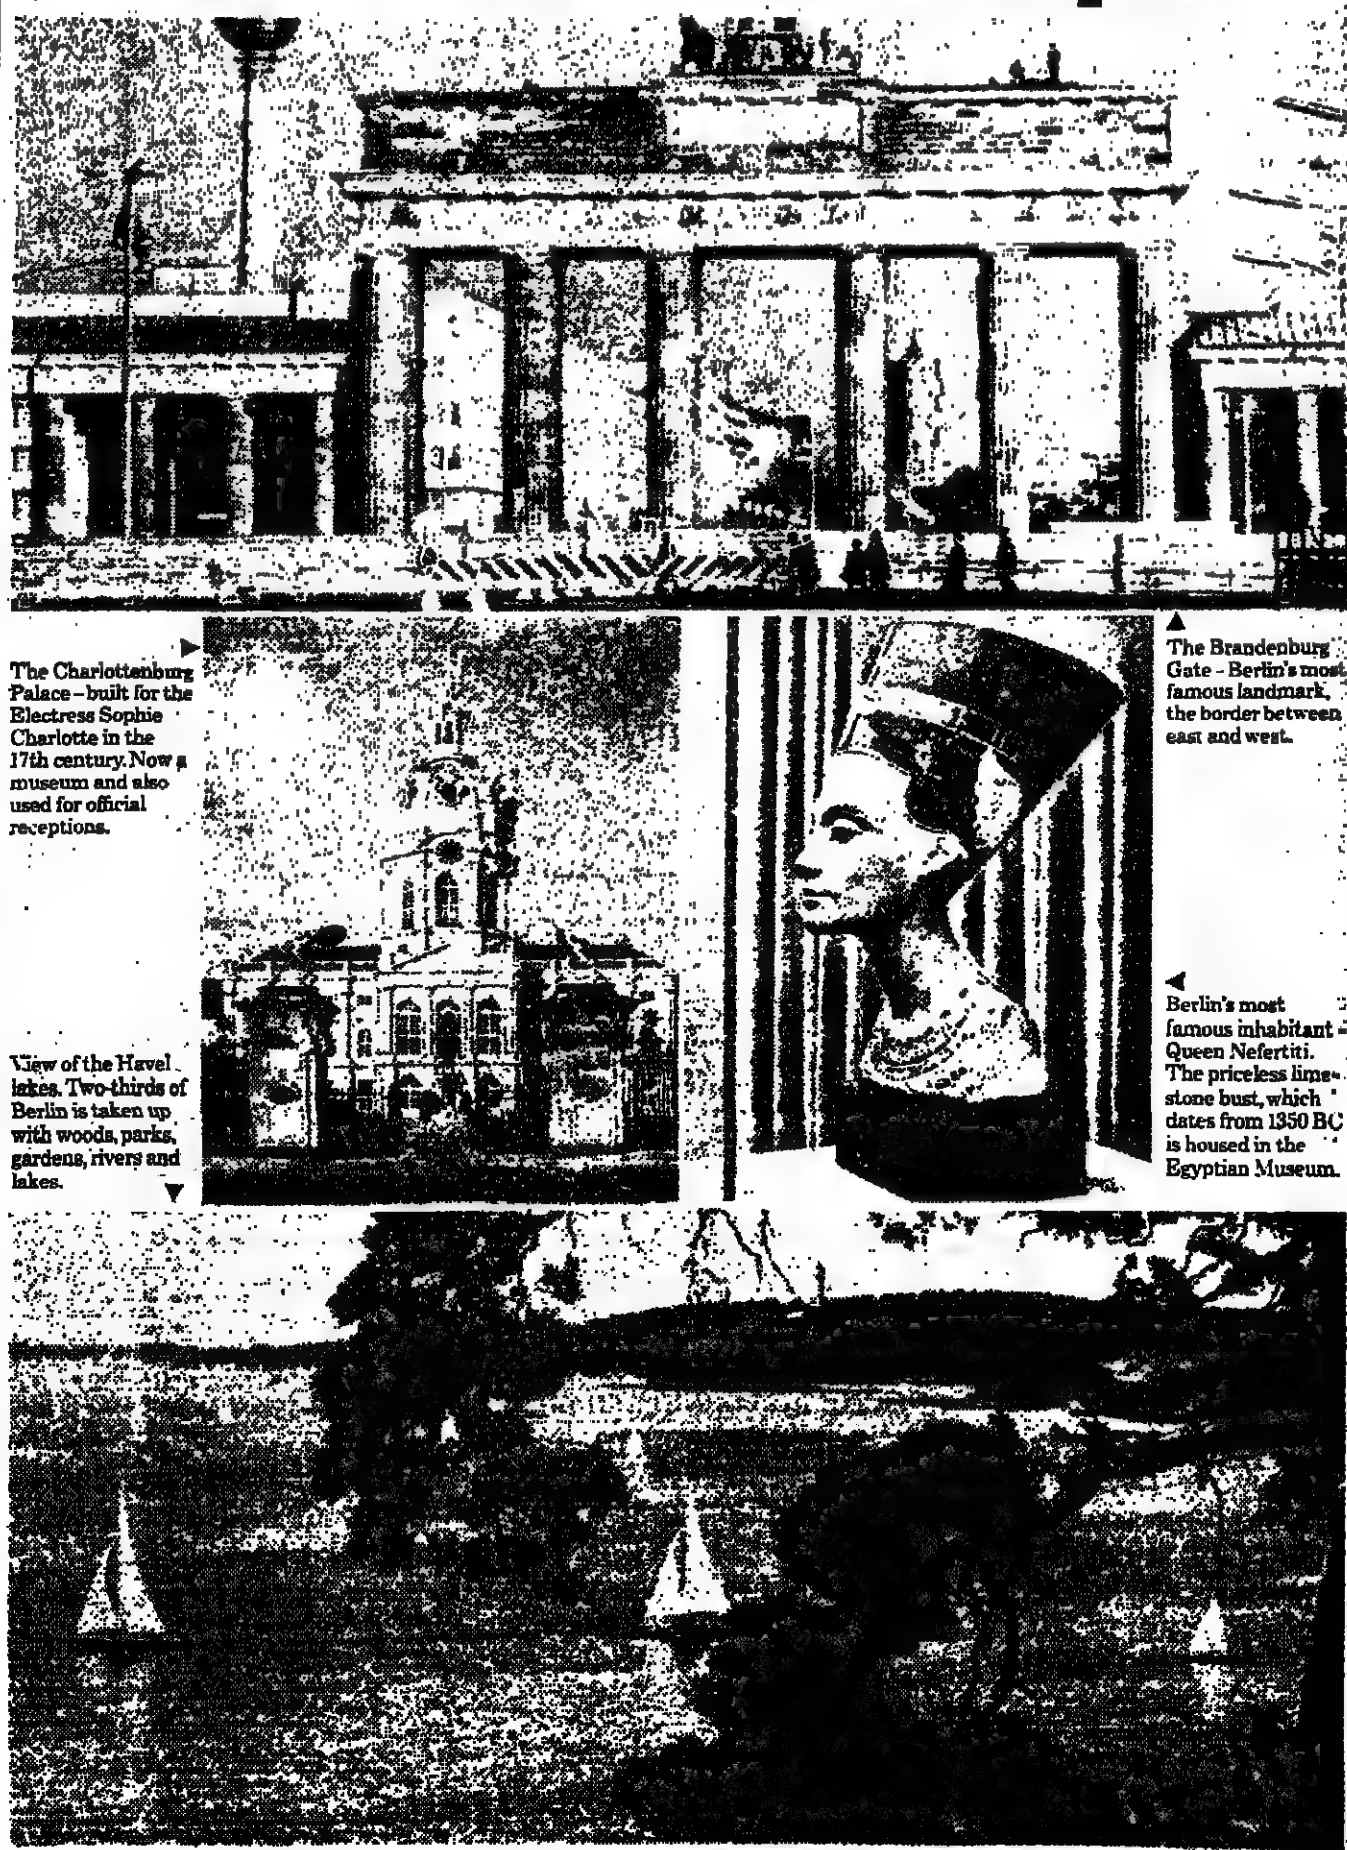 The Charlottenburg
Palace – built for the
Electress Sophie
Charlotte in the
17th century. Now a
museum and also
used for official
receptions.
The Brandenburg
Gate – Berlin's most
famous landmark,
the border between
east and west.
View of the Havel
lakes. Two-thirds of
Berlin is taken up
with woods, parks,
gardens, rivers and
lakes.
Berlin's most
famous inhabitant –
Queen Nefertiti.
The priceless lime-
stone bust, which
dates from 1350 BC
is housed in the
Egyptian Museum.